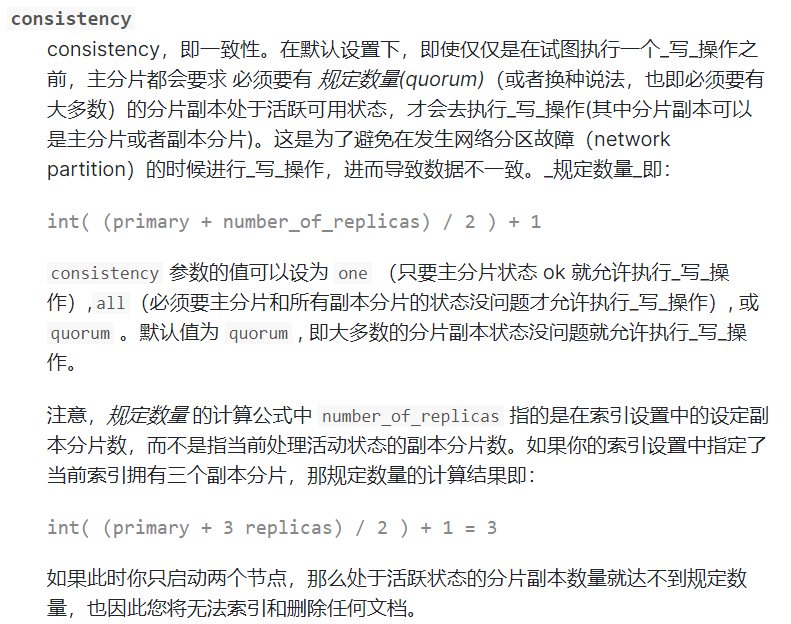 consistency
consistency，即一致性。在默认设置下，即使仅仅是在试图执行一个_写_操作之
前，主分片都会要求 必须要有 规定数量(quorum)（或者换种说法，也即必须要有
大多数）的分片副本处于活跃可用状态，才会去执行_写_操作(其中分片副本可以
是主分片或者副本分片)。这是为了避免在发生网络分区故障（network
partition）的时候进行_写_操作，进而导致数据不一致。_规定数量_即：
int( (primary + number_of_replicas) / 2 ) + 1
consistency 参数的值可以设为 one （只要主分片状态 ok 就允许执行_写_操
作）,all（必须要主分片和所有副本分片的状态没问题才允许执行_写_操作）, 或
quorum 。默认值为 quorum , 即大多数的分片副本状态没问题就允许执行_写_操
作。
注意，规定数量 的计算公式中 number_of_replicas 指的是在索引设置中的设定副
本分片数，而不是指当前处理活动状态的副本分片数。如果你的索引设置中指定了
当前索引拥有三个副本分片，那规定数量的计算结果即：
int( (primary + 3 replicas) / 2 ) + 1 = 3
如果此时你只启动两个节点，那么处于活跃状态的分片副本数量就达不到规定数
量，也因此您将无法索引和删除任何文档。